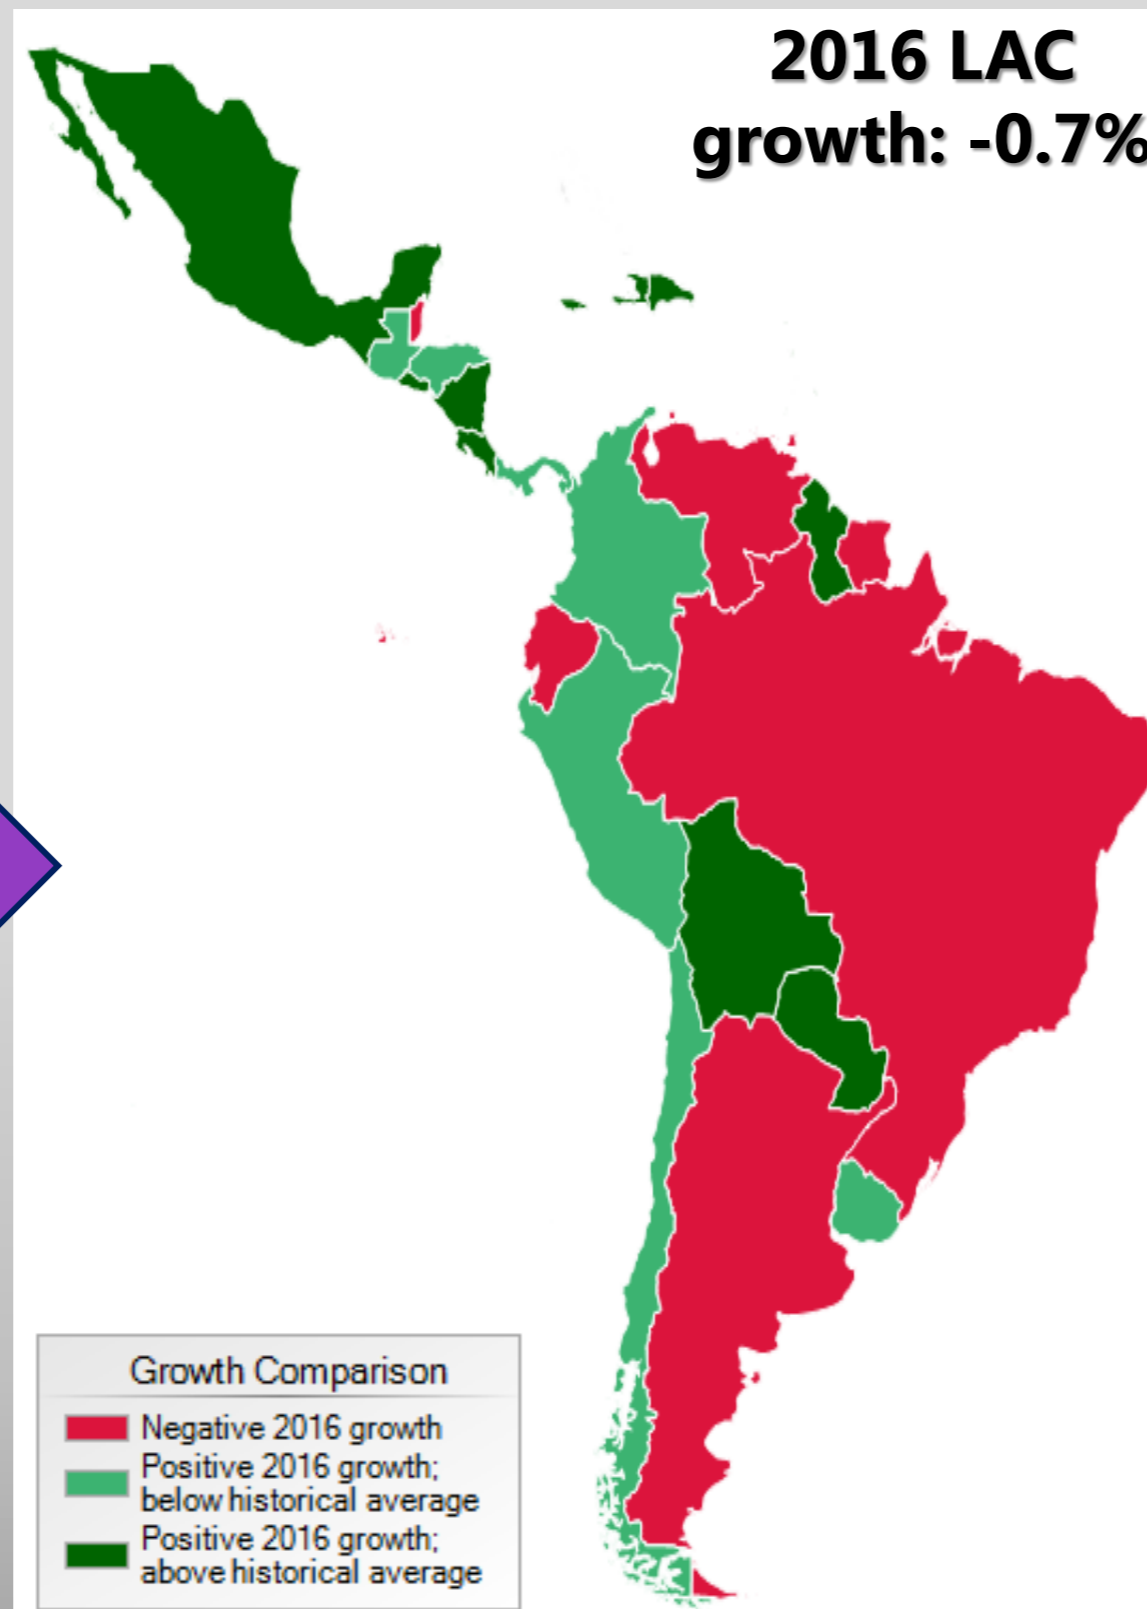 2016 LAC
growth: -0.7%
Growth Comparison
Negative 2016 growth
Positive 2016 growth;
below historical average
Positive 2016 growth;
above historical average